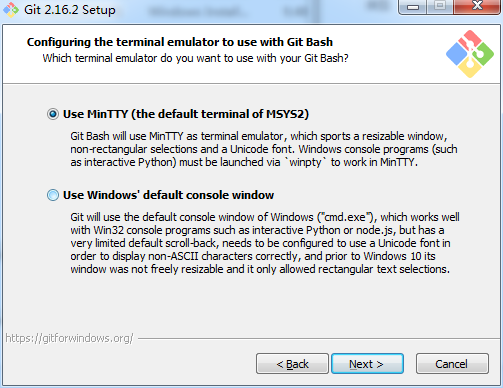 Git 2.16.2 Setup
Configuring the terminal emulator to use with Git Bash
Which terminal emulator do you want to use with your Git Bash?
Use MinTTY (the default terminal of MSYS2)
Git Bash will use MinTTY as terminal emulator, which sports a resizable window,
non-rectangular selections and a Unicode font. Windows console programs (such
as interactive Python) must be launched via `winpty` to work in MinTTY.
Use Windows' default console window
Git will use the default console window of Windows ("cmd.exe"), which works well
with Win32 console programs such as interactive Python or node.js, but has a
very limited default scroll-back, needs to be configured to use a Unicode font in
order to display non-ASCII characters correctly, and prior to Windows 10 its
window was not freely resizable and it only allowed rectangular text selections.
https://gitforwindows.org/
< Back
Next >
Cancel